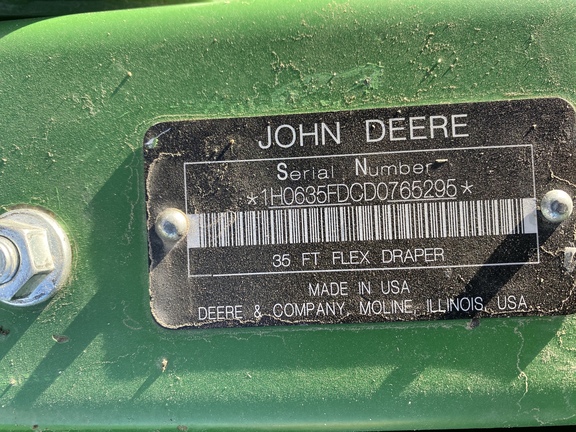 JOHN DEERE
Serial Number
*1H0635FDCD0765295*
35 FT FLEX DRAPER
MADE IN USA
DEERE & COMPANY, MOLINE, ILLINOIS, USA